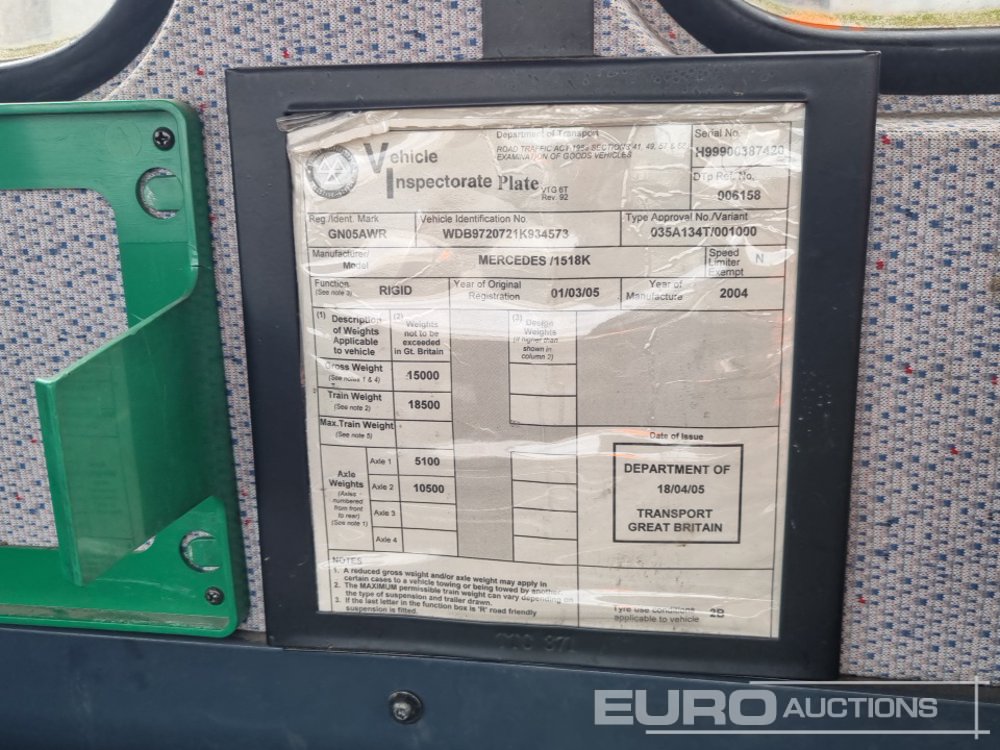 Department of Transport
Serial No.
Vehicle
Inspectorate Plate
VTG 6T
Rev. 92
ROAD TRAFFIC ACT SECTIONS 41, 49, 57 & 58
EXAMINATION OF GOODS VEHICLES
H99900387420
DTp Ref. No.
006158
Reg./Ident. Mark
GN05AWR
Vehicle Identification No.
WDB9720721K934573
Type Approval No./Variant
035A134T/001000
Manufacturer/
Model
MERCEDES /1518K
Speed
Limiter
Exempt
N
Function
(See note 3)
RIGID
Year of Original
Registration
01/03/05
Year of
Manufacture
2004
(1) Description
of Weights
Applicable
to vehicle
(2) Weights
not to be
exceeded
in Gt. Britain
(3) Design
Weights
(if higher than
shown in
column 2)
Gross Weight
(See notes 1 & 4)
15000
Train Weight
(See note 2)
18500
Max.Train Weight
(See note 5)
Axle
Weights
(Axles
numbered
from front
to rear)
(See note 1)
Axle 1
5100
Axle 2
10500
Axle 3
Axle 4
Date of Issue
DEPARTMENT OF
18/04/05
TRANSPORT
GREAT BRITAIN
NOTES
1. A reduced gross weight and/or axle weight may apply in
certain cases to a vehicle towing or being towed by another
2. The MAXIMUM permissible train weight can vary depending on
the type of suspension and trailer drawn.
3. If the last letter in the function box is 'R' road friendly
suspension is fitted.
Tyre use conditions
applicable to vehicle
2B
EURO AUCTIONS